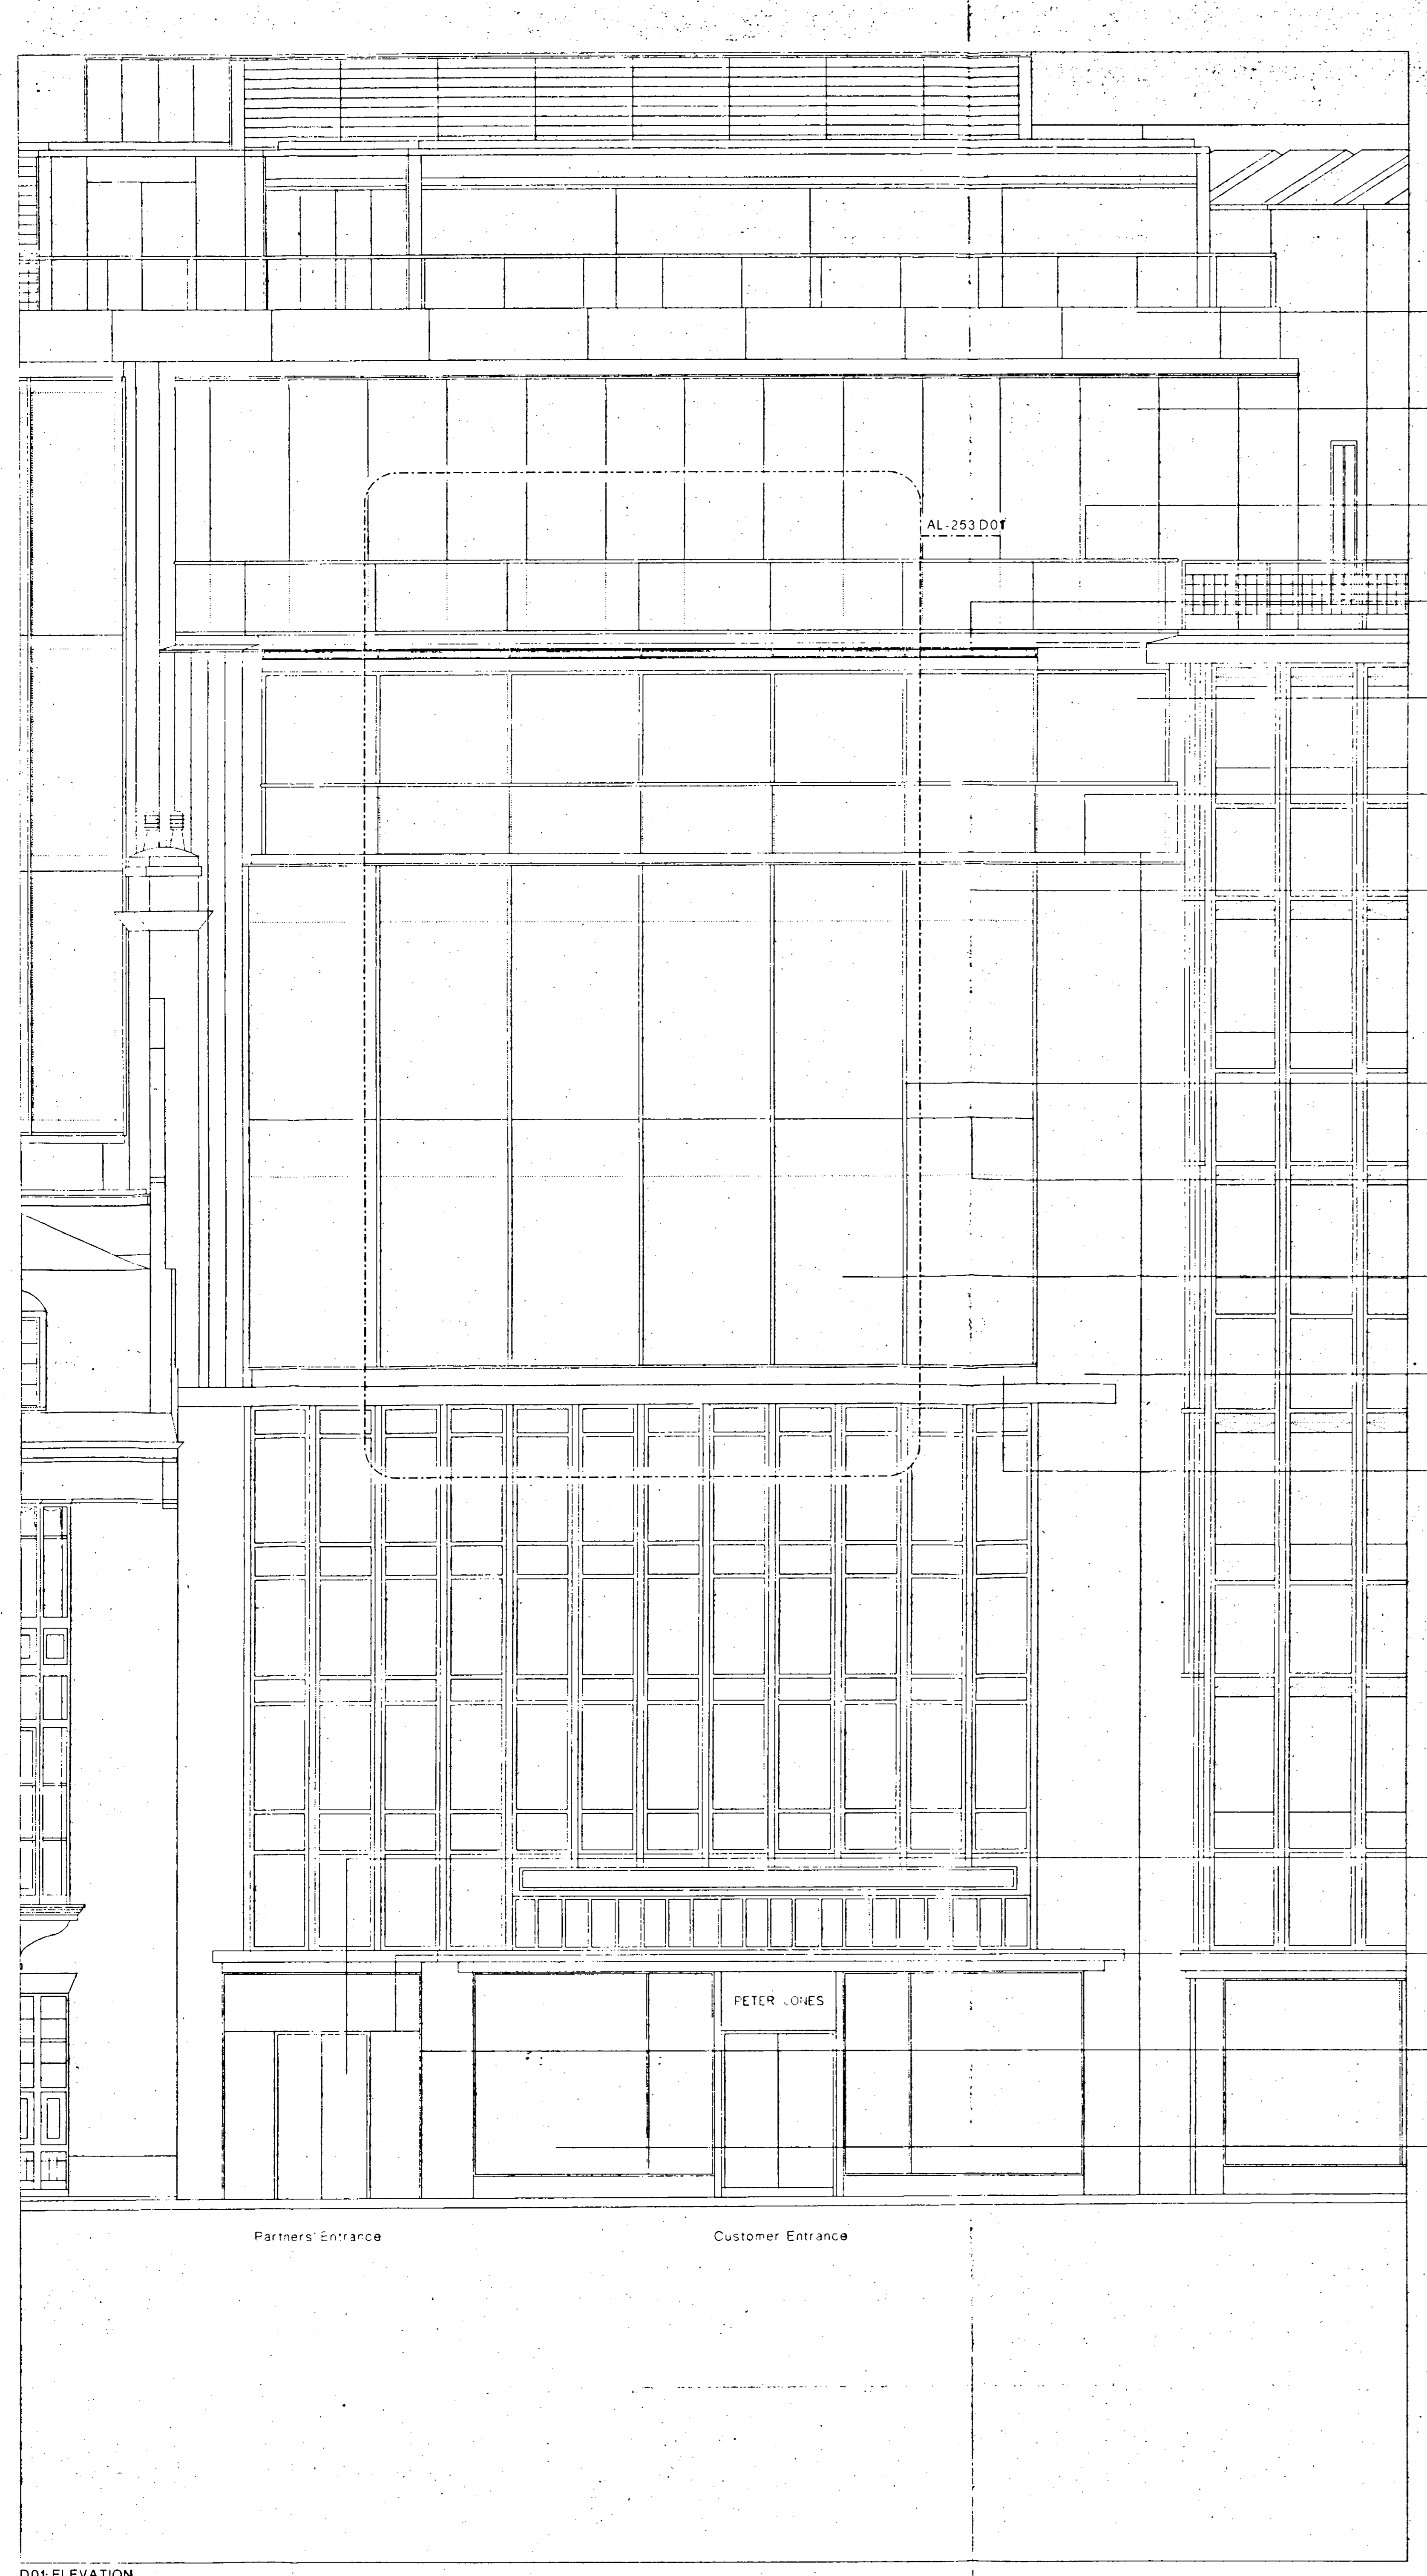 AL-253 D01
PETER JONES
Partners' Entrance
Customer Entrance
D01: ELEVATION